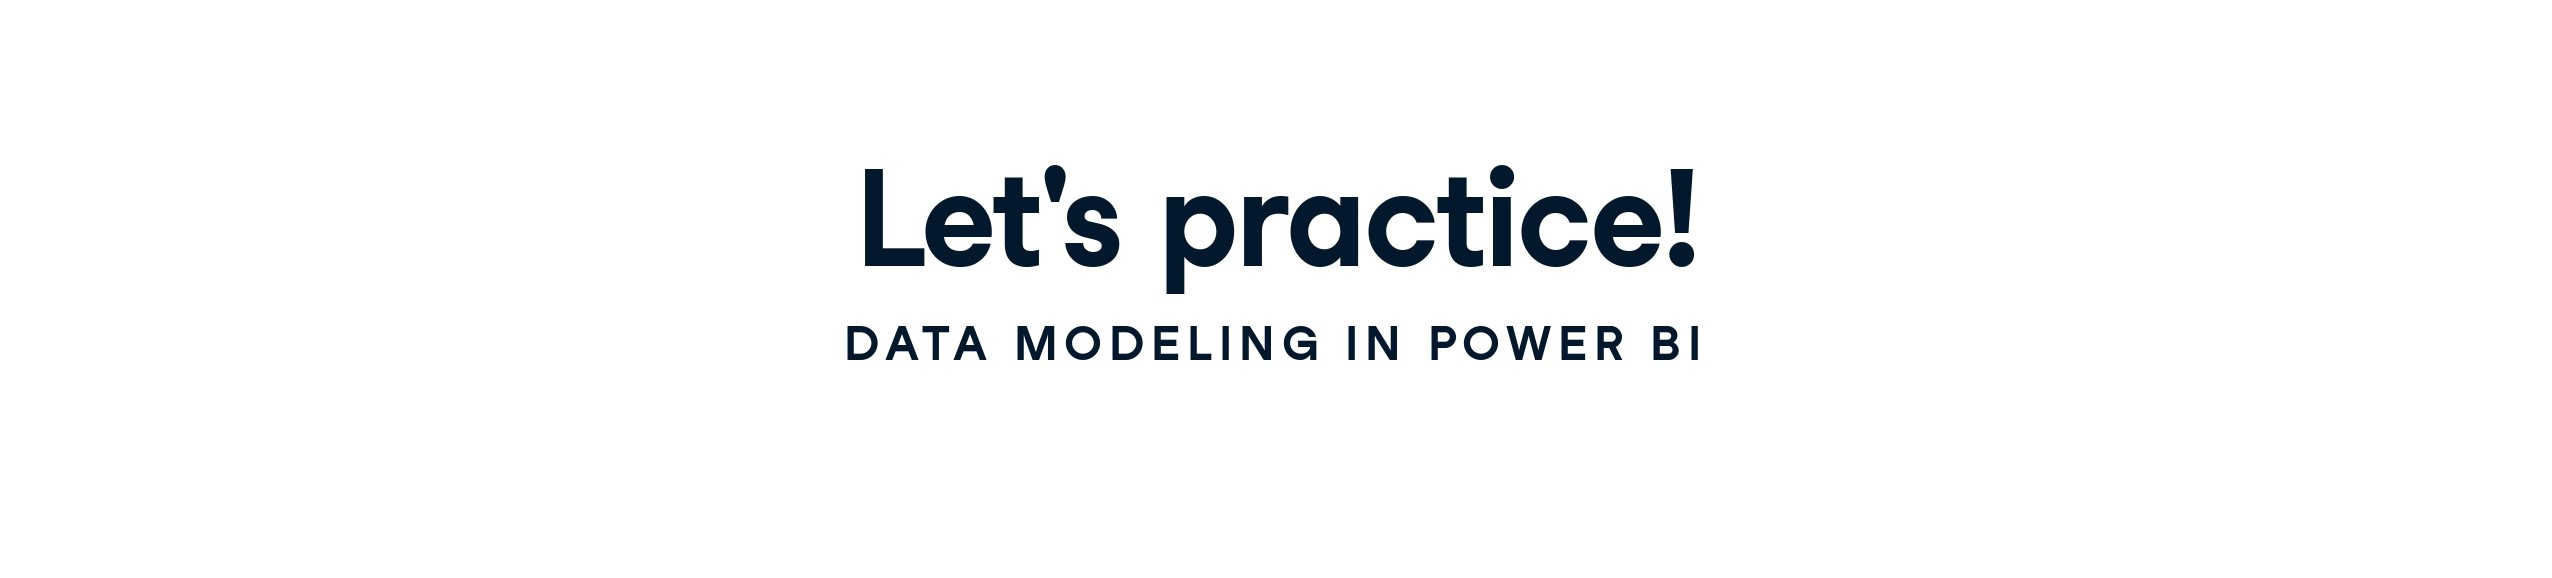 Let's practice!
DATA MODELING IN POWER BI